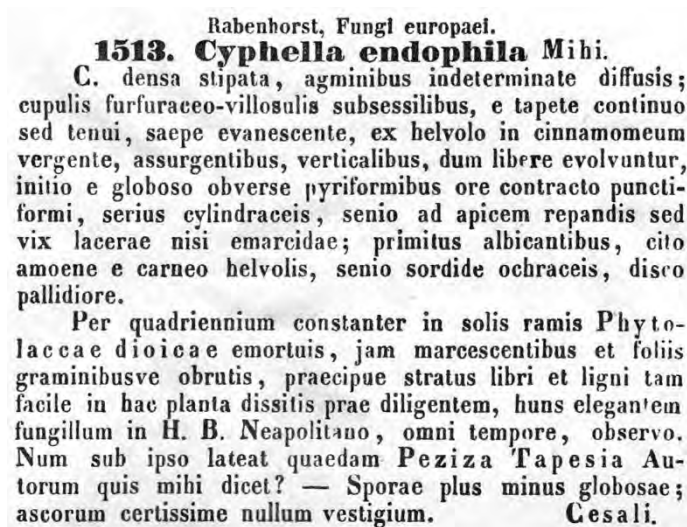 Rabenhorst, Fungi europaei.
1513. Cyphella endophila Mihi.
C. densa stipata, agminibus indeterminate diffusis;
cupulis furfuraceo-villosulis subsessilibus, e tapete continuo
sed tenui, saepe evanescente, ex helvolo in cinnamomeum
vergente, assurgentibus, verticalibus, dum libere evolvuntur,
initio e globoso obverse pyriformibus ore contracto puncti-
formi, serius cylindraceis, senio ad apicem repandis sed
vix lacerae nisi emarcidae; primitus albicantibus, cito
amoene e carneo helvolis, senio sordide ochraceis, disco
pallidiore.
Per quadriennium constanter in solis ramis Phyto-
laccae dioicae emortuis, jam marcescentibus et foliis
graminibusve obrutis, praecipue stratus libri et ligni tam
facile in hac planta dissitis prae diligentem, huns elegantem
fungillum in H. B. Neapolitano, omni tempore, observo.
Num sub ipso lateat quaedam Peziza Tapesia Au-
torum quis mihi dicet? — Sporae plus minus globosae;
ascorum certissime nullum vestigium. Cesati.